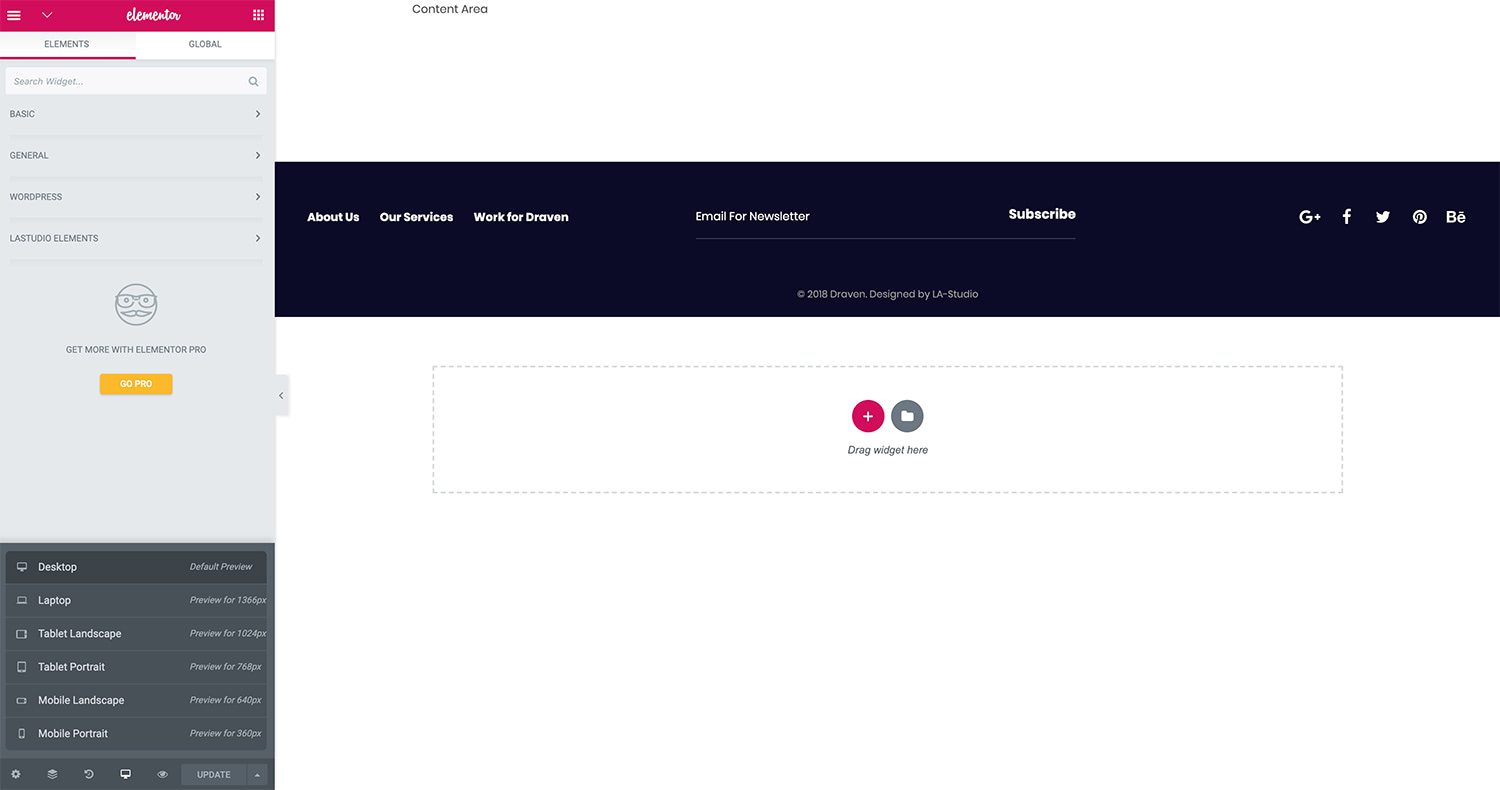 elementor
ELEMENTS GLOBAL
Search Widget...
BASIC
GENERAL
WORDPRESS
LASTUDIO ELEMENTS
GET MORE WITH ELEMENTOR PRO
GO PRO
Desktop Default Preview
Laptop Preview for 1366px
Tablet Landscape Preview for 1024px
Tablet Portrait Preview for 768px
Mobile Landscape Preview for 640px
Mobile Portrait Preview for 360px
UPDATE
Content Area
About Us Our Services Work for Draven
Email For Newsletter Subscribe
© 2018 Draven. Designed by LA-Studio
Drag widget here